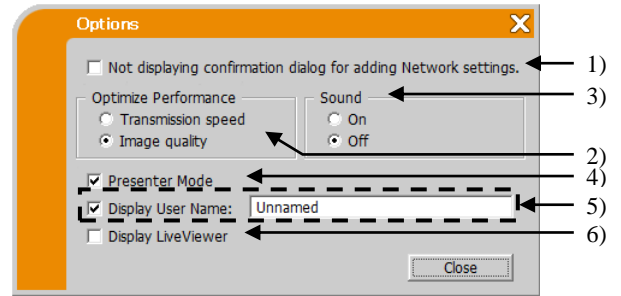 Options
Not displaying confirmation dialog for adding Network settings. 1)
Optimize Performance Sound 3)
Transmission speed On
Image quality Off
2)
Presenter Mode 4)
Display User Name: Unnamed 5)
Display LiveViewer 6)
Close